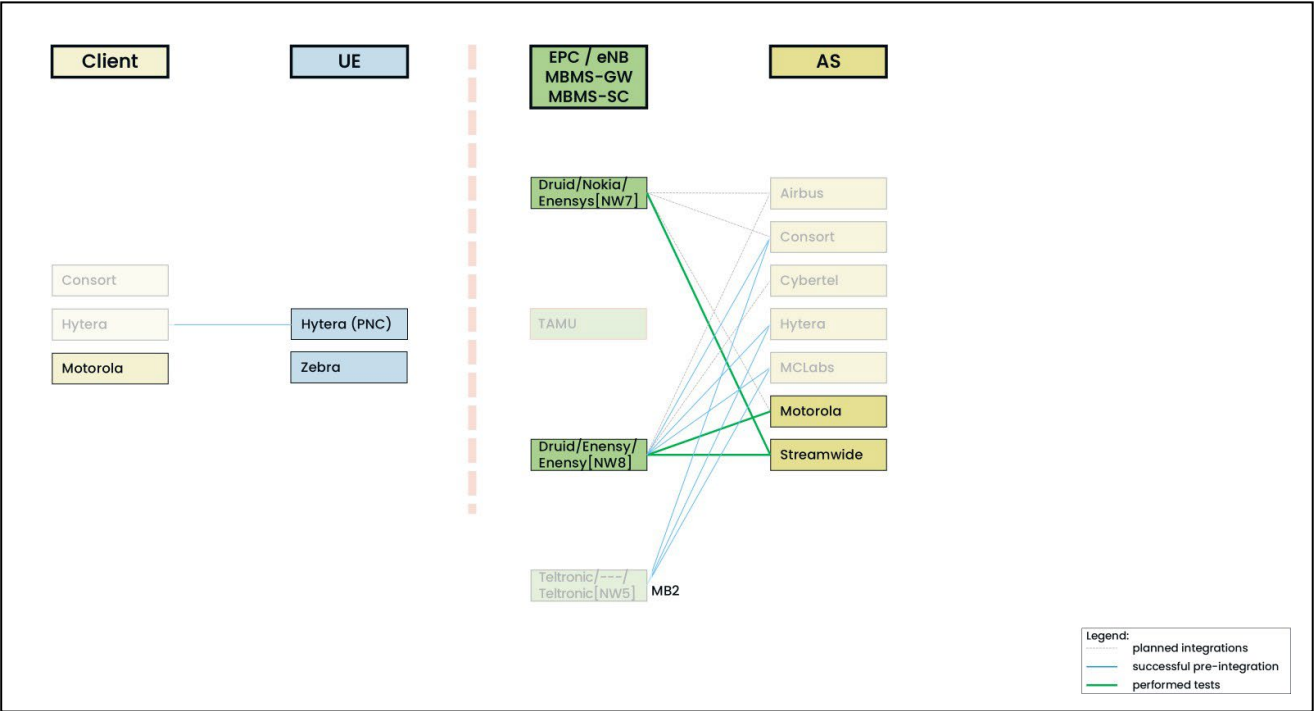 Client
UE
EPC / eNB
MBMS-GW
MBMS-SC
AS
Druid/Nokia/
Enensys[NW7]
Airbus
Consort
Consort
Cybertel
Hytera
Hytera (PNC)
TAMU
Hytera
Motorola
Zebra
MCLabs
Motorola
Druid/Enensy/
Enensy[NW8]
Streamwide
Teltronic/---/
Teltronic[NW5]
MB2
Legend:
planned integrations
successful pre-integration
performed tests